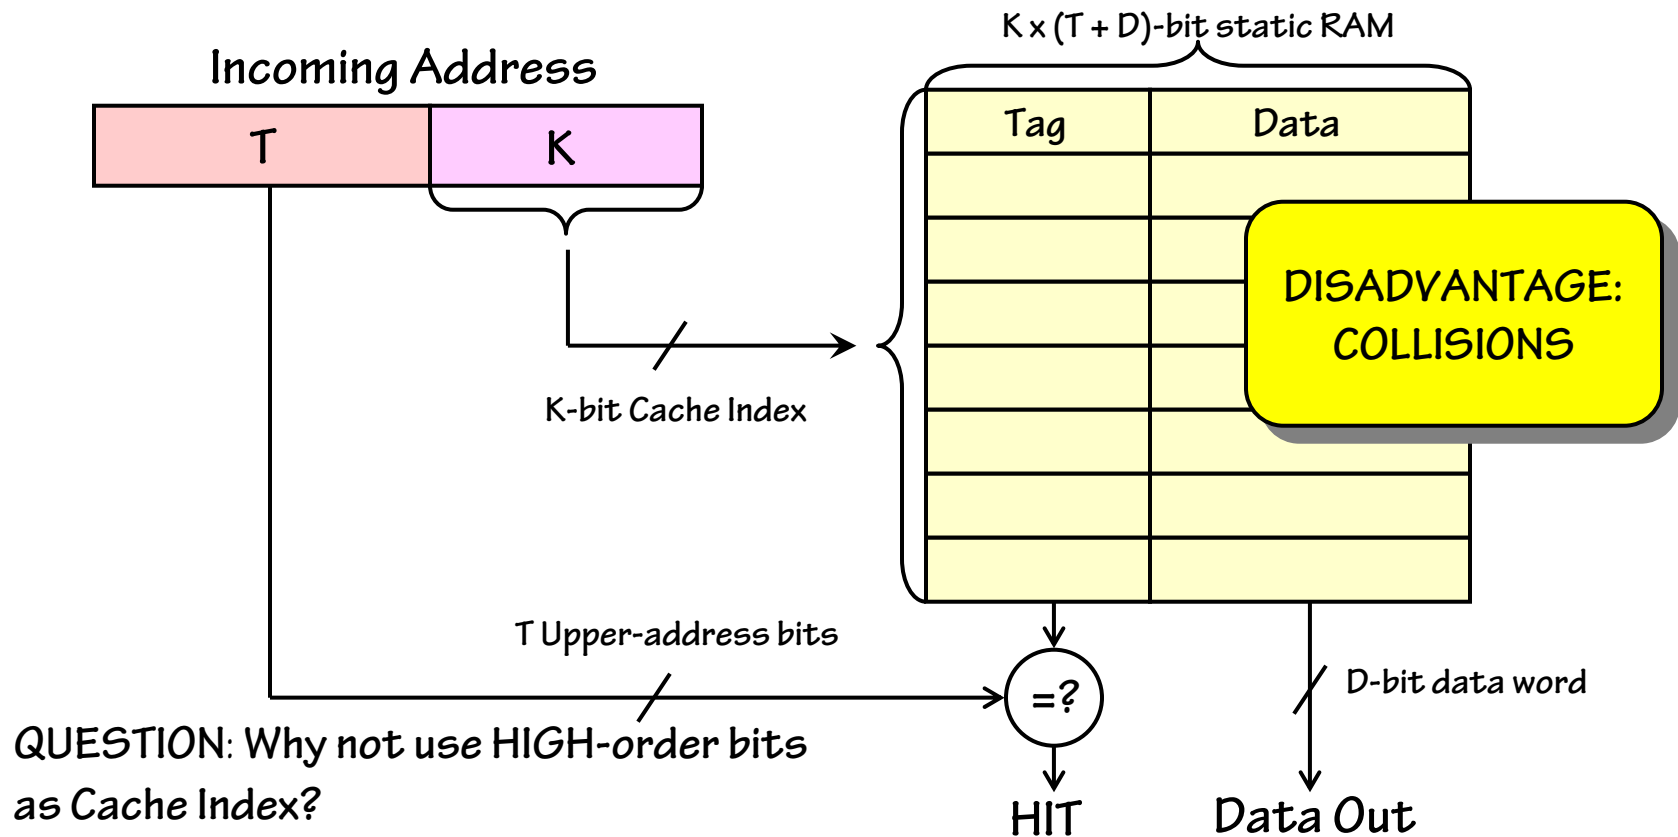 K x (T + D)-bit static RAM
Incoming Address
T
K
Tag
Data
DISADVANTAGE:
COLLISIONS
K-bit Cache Index
T Upper-address bits
=?
D-bit data word
QUESTION: Why not use HIGH-order bits
as Cache Index?
HIT
Data Out